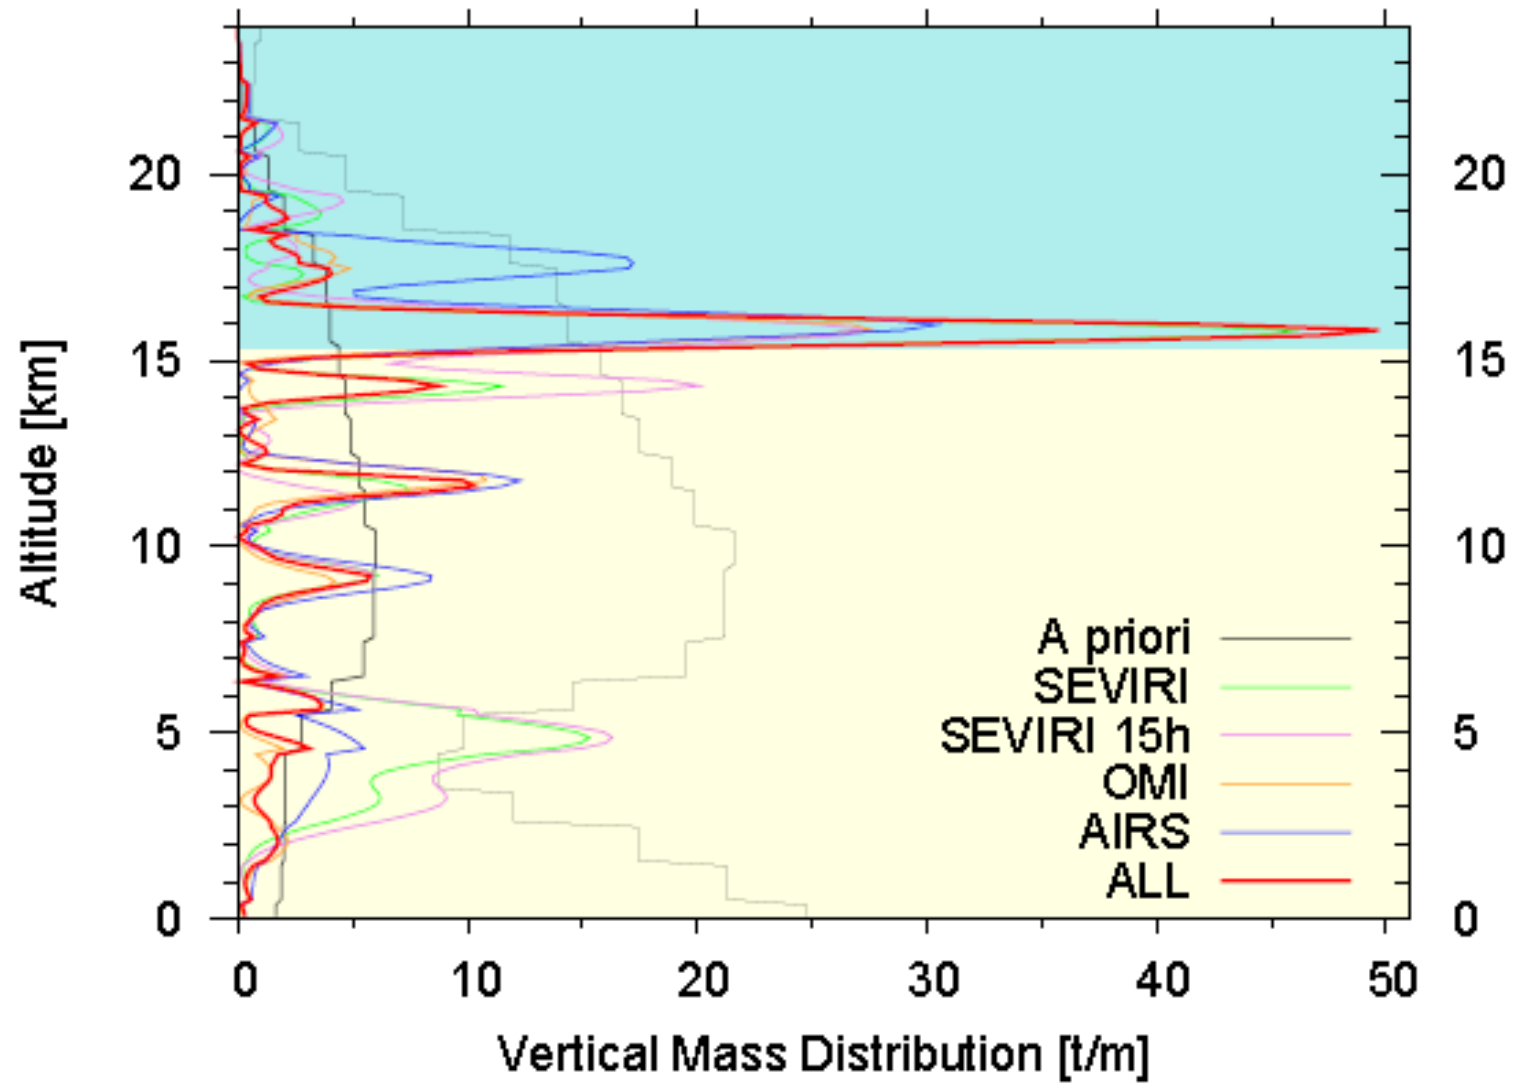 20
15
10
5
0
20
15
10
5
0
Altitude [km]
A priori
SEVIRI
SEVIRI 15h
OMI
AIRS
ALL
0 10 20 30 40 50
Vertical Mass Distribution [t/m]